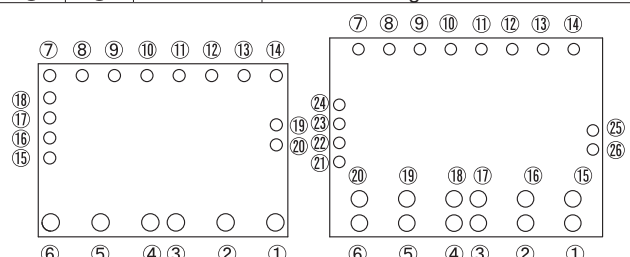 ⑦ ⑧ ⑨ ⑩ ⑪ ⑫ ⑬ ⑭
⑱
⑰
⑯
⑮
⑲
⑳
⑥ ⑤ ④ ③ ② ①
⑦ ⑧ ⑨ ⑩ ⑪ ⑫ ⑬ ⑭
㉔
㉓
㉒
㉑
㉕
㉖
⑳ ⑲ ⑱ ⑰ ⑯ ⑮
⑥ ⑤ ④ ③ ② ①